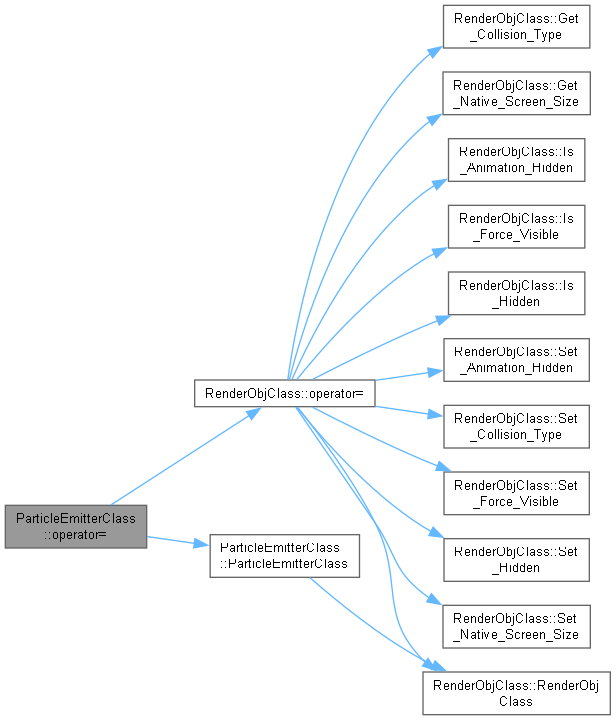 RenderObjClass::Get
_Collision_Type
RenderObjClass::Get
_Native_Screen_Size
RenderObjClass::Is
_Animation_Hidden
RenderObjClass::Is
_Force_Visible
RenderObjClass::Is
_Hidden
RenderObjClass::Set
_Animation_Hidden
RenderObjClass::operator=
RenderObjClass::Set
_Collision_Type
RenderObjClass::Set
_Force_Visible
ParticleEmitterClass
::operator=
ParticleEmitterClass
::ParticleEmitterClass
RenderObjClass::Set
_Hidden
RenderObjClass::Set
_Native_Screen_Size
RenderObjClass::RenderObj
Class